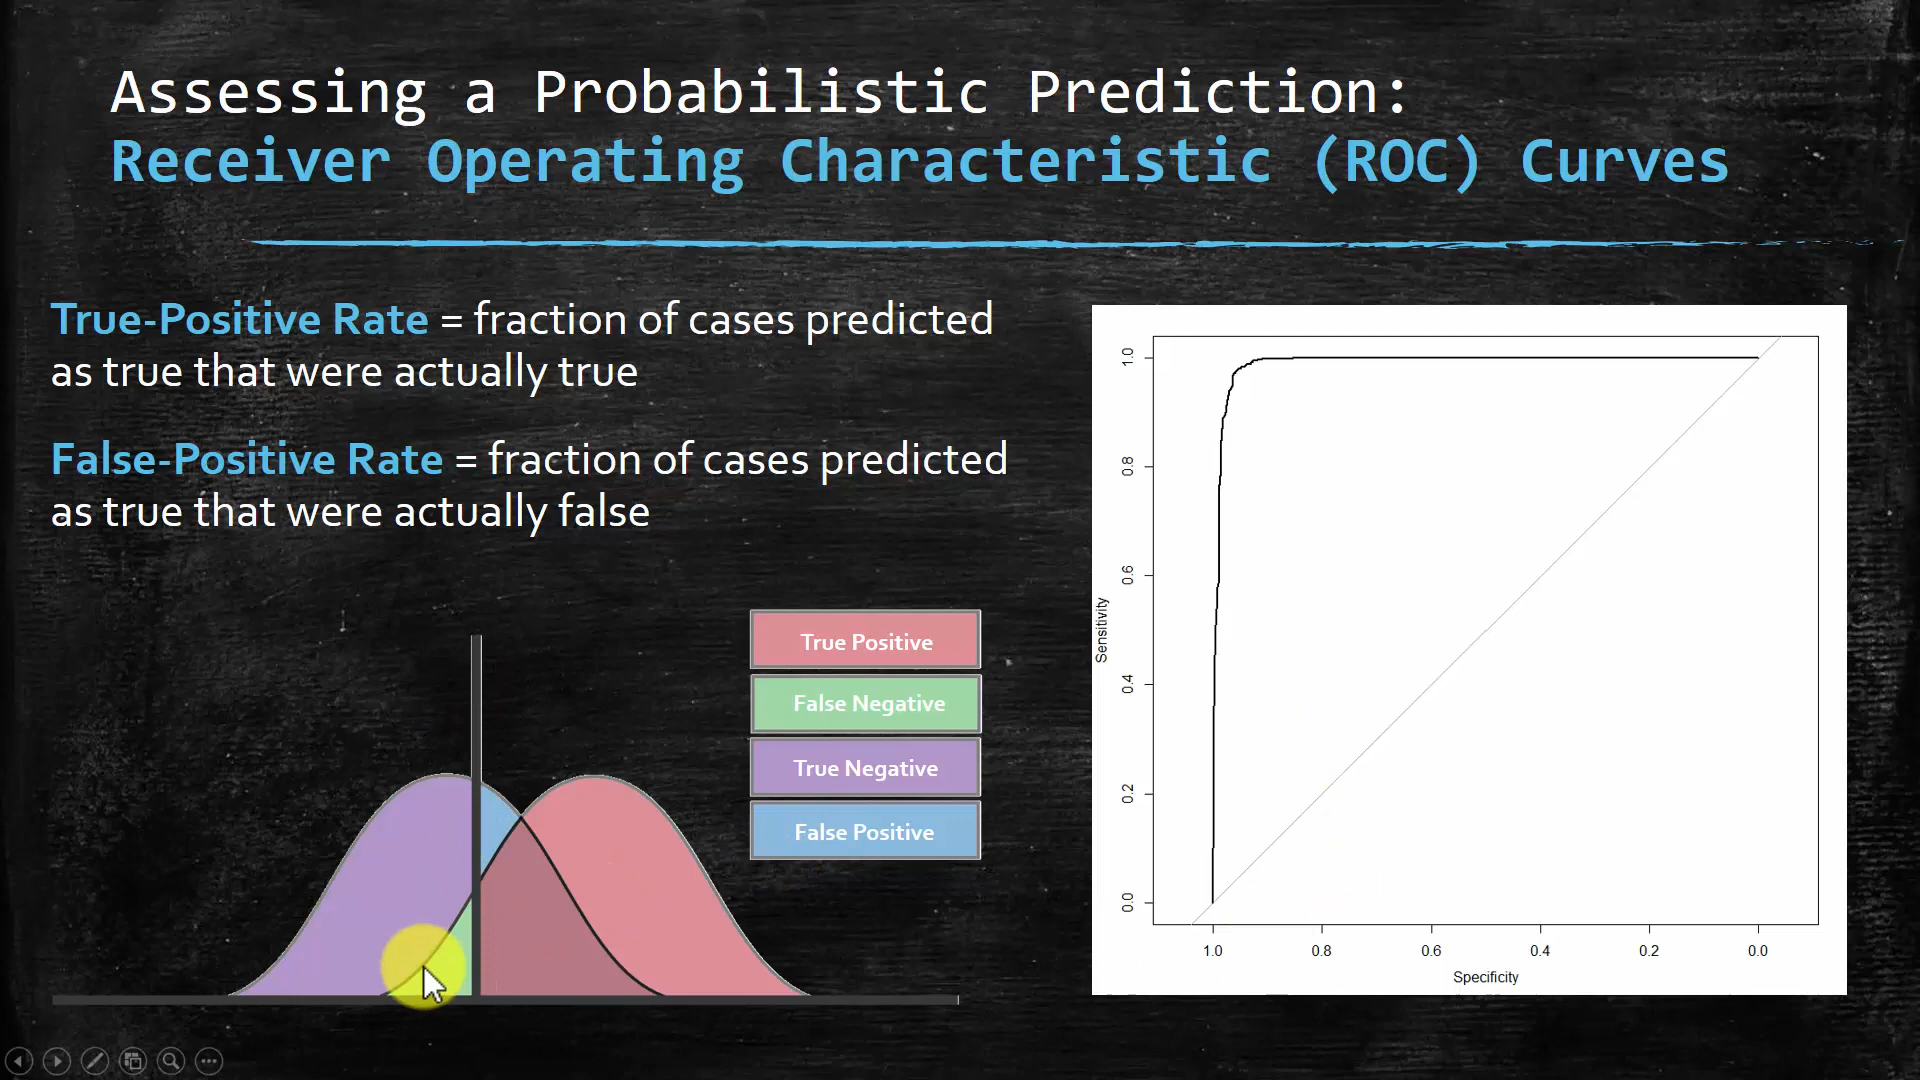 Assessing a Probabilistic Prediction:
Receiver Operating Characteristic (ROC) Curves
True-Positive Rate = fraction of cases predicted
as true that were actually true
False-Positive Rate = fraction of cases predicted
as true that were actually false
True Positive
False Negative
True Negative
False Positive
1.0
0.8
0.6
0.4
0.2
0.0
Sensitivity
1.0 0.8 0.6 0.4 0.2 0.0
Specificity